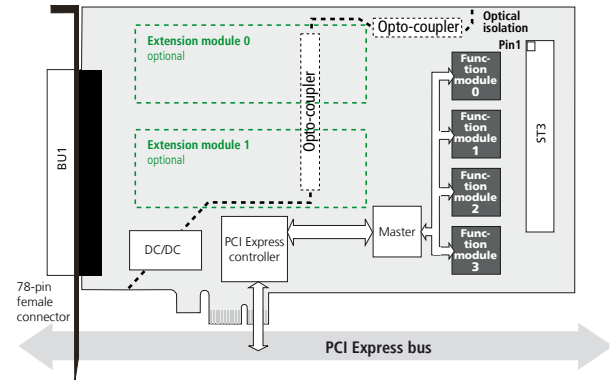 Extension module 0
optional
Opto-coupler
Optical
isolation
Pin1
Func-
tion
module
0
BU1
Opto-coupler
Extension module 1
optional
Func-
tion
module
1
ST3
Func-
tion
module
2
DC/DC
PCI Express
controller
Master
Func-
tion
module
3
78-pin
female
connector
PCI Express bus